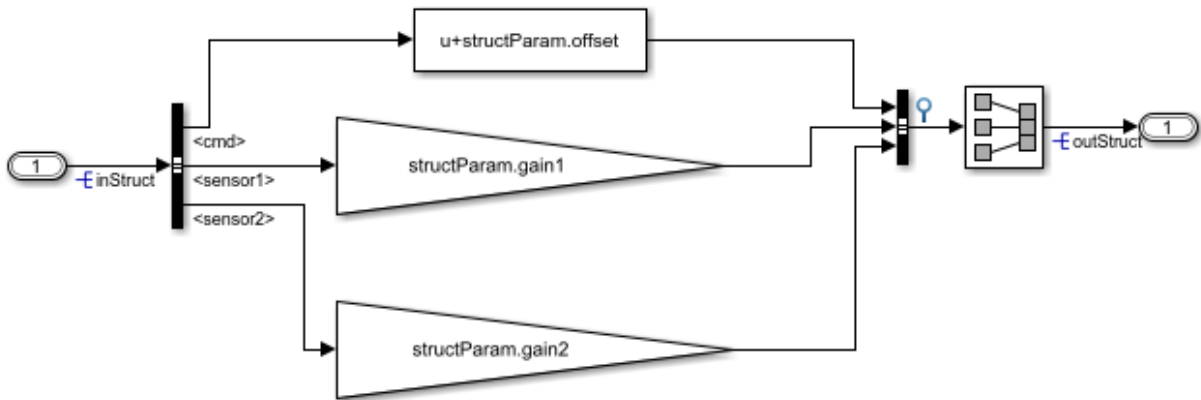 u+structParam.offset
<cmd>
structParam.gain1
1
inStruct
<sensor1>
<sensor2>
outStruct
1
structParam.gain2